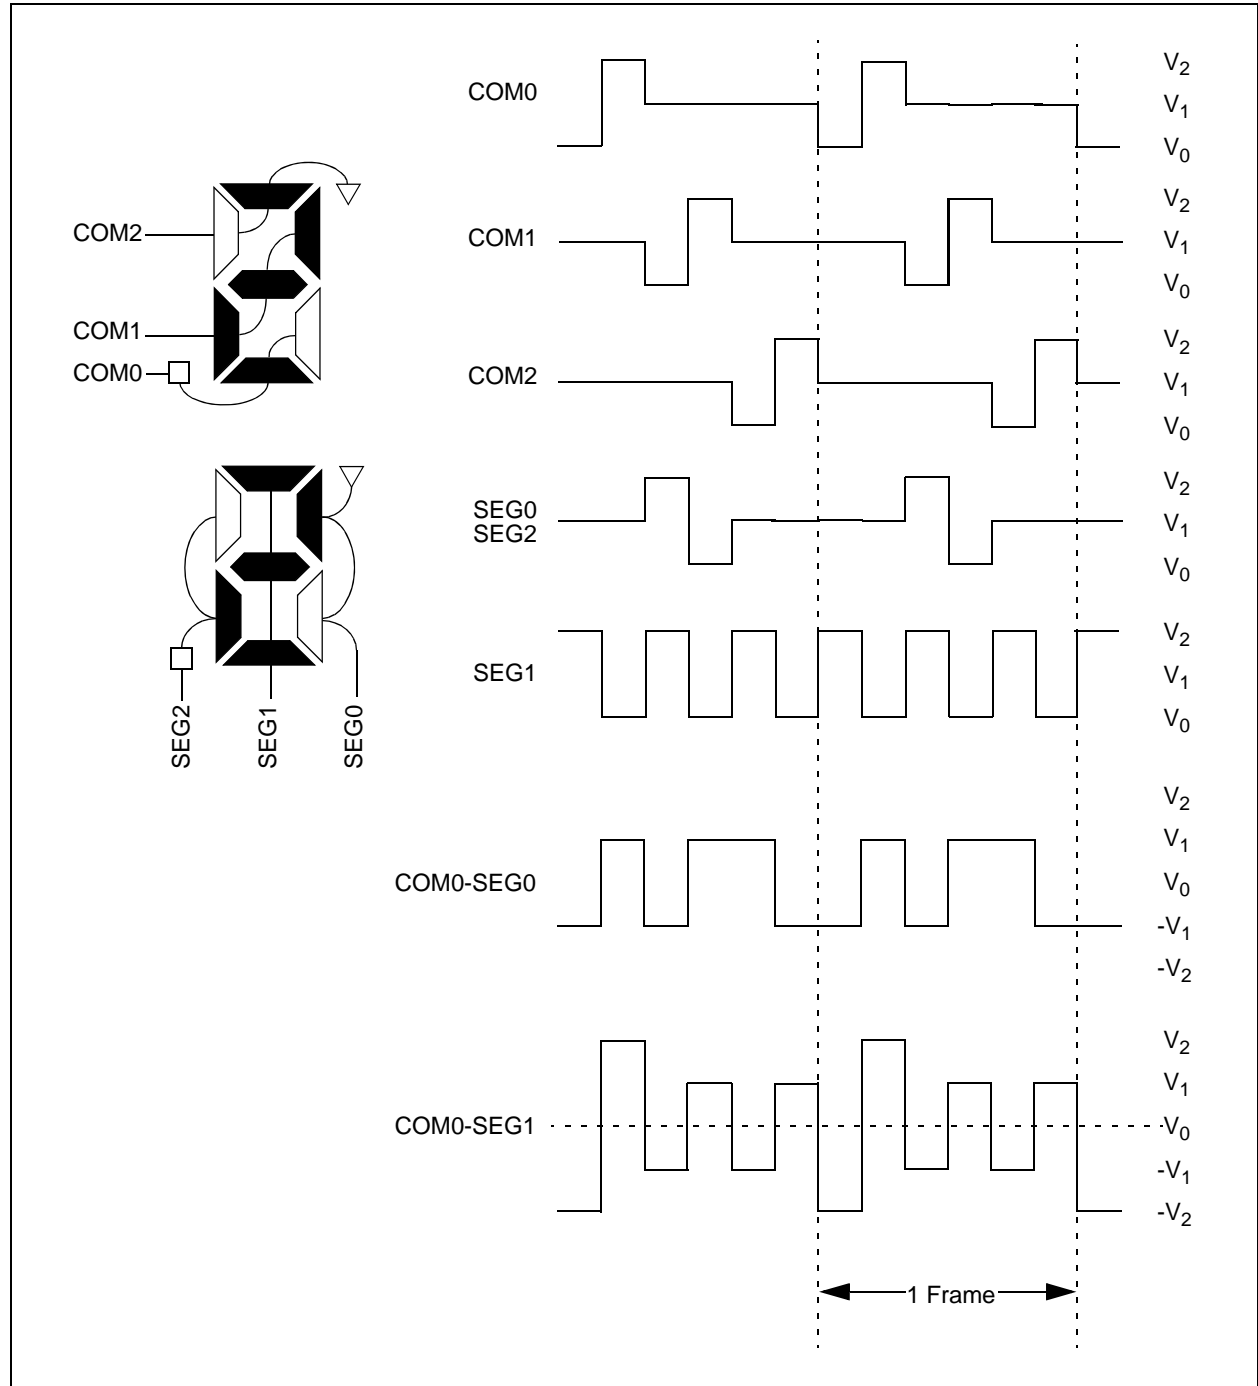 COM2
COM1
COM0
SEG2
SEG1
SEG0
COM0
V2
V1
V0
COM1
V2
V1
V0
COM2
V2
V1
V0
SEG0
SEG2
V2
V1
V0
SEG1
V2
V1
V0
COM0-SEG0
V2
V1
V0
-V1
-V2
COM0-SEG1
V2
V1
V0
-V1
-V2
1 Frame